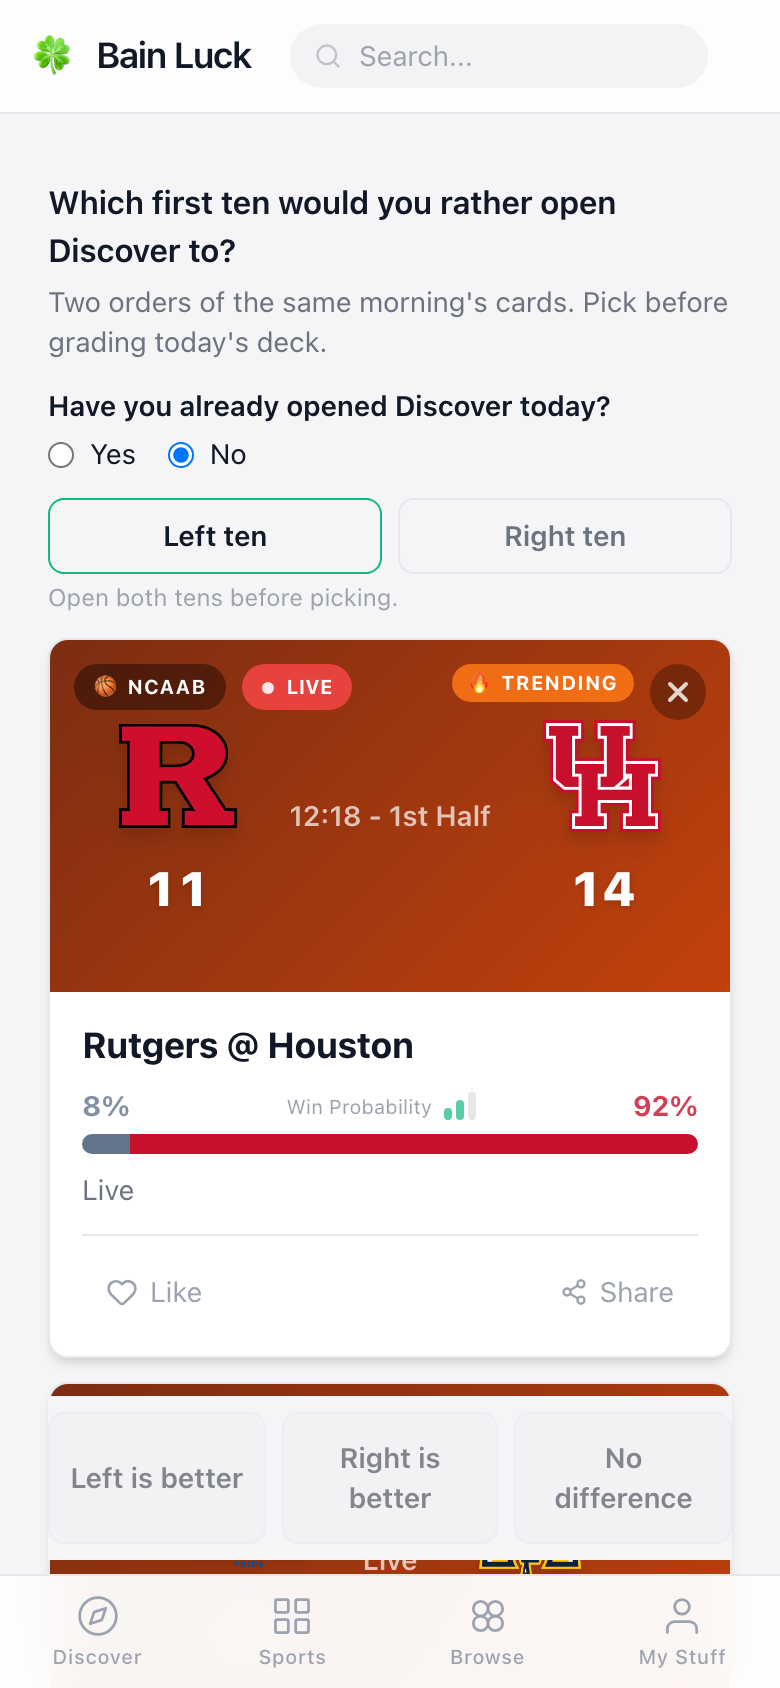 Bain Luck
Search...
Which first ten would you rather open
Discover to?
Two orders of the same morning's cards. Pick before
grading today's deck.
Have you already opened Discover today?
Yes
No
Left ten
Right ten
Open both tens before picking.
NCAAB
LIVE
TRENDING
R
UH
12:18 - 1st Half
11
14
Rutgers @ Houston
8%
Win Probability
92%
Live
Like
Share
Left is better
Right is
better
No
difference
PRIDE
Live
Discover
Sports
Browse
My Stuff